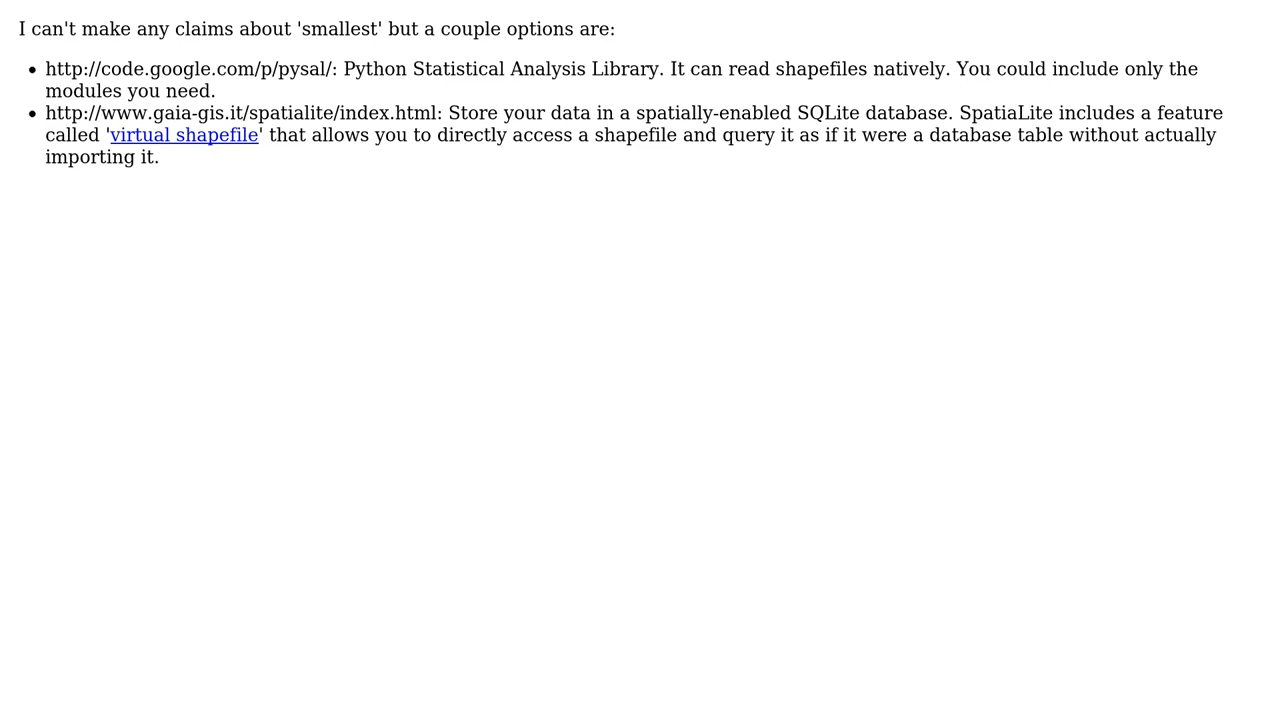 I can't make any claims about 'smallest' but a couple options are:
• http://code.google.com/p/pysal/: Python Statistical Analysis Library. It can read shapefiles natively. You could include only the
modules you need.
• http://www.gaia-gis.it/spatialite/index.html: Store your data in a spatially-enabled SQLite database. SpatiaLite includes a feature
called 'virtual shapefile' that allows you to directly access a shapefile and query it as if it were a database table without actually
importing it.